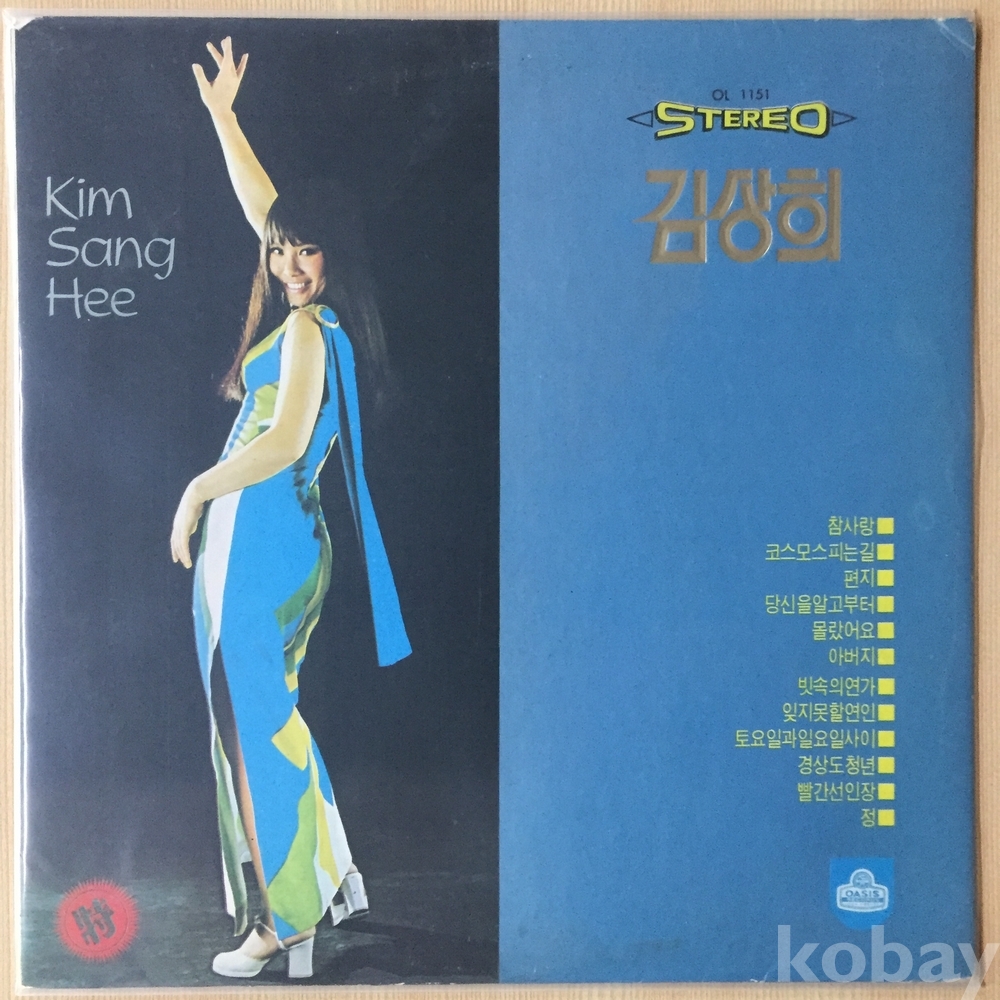 Kim
Sang
Hee
OL 1151
STEREO
김상희
참사랑
코스모스피는길
편지
당신을알고부터
몰랐어요
아버지
빗속의연가
잊지못할연인
토요일과일요일사이
경상도청년
빨간선인장
정
特
OASIS
kobay